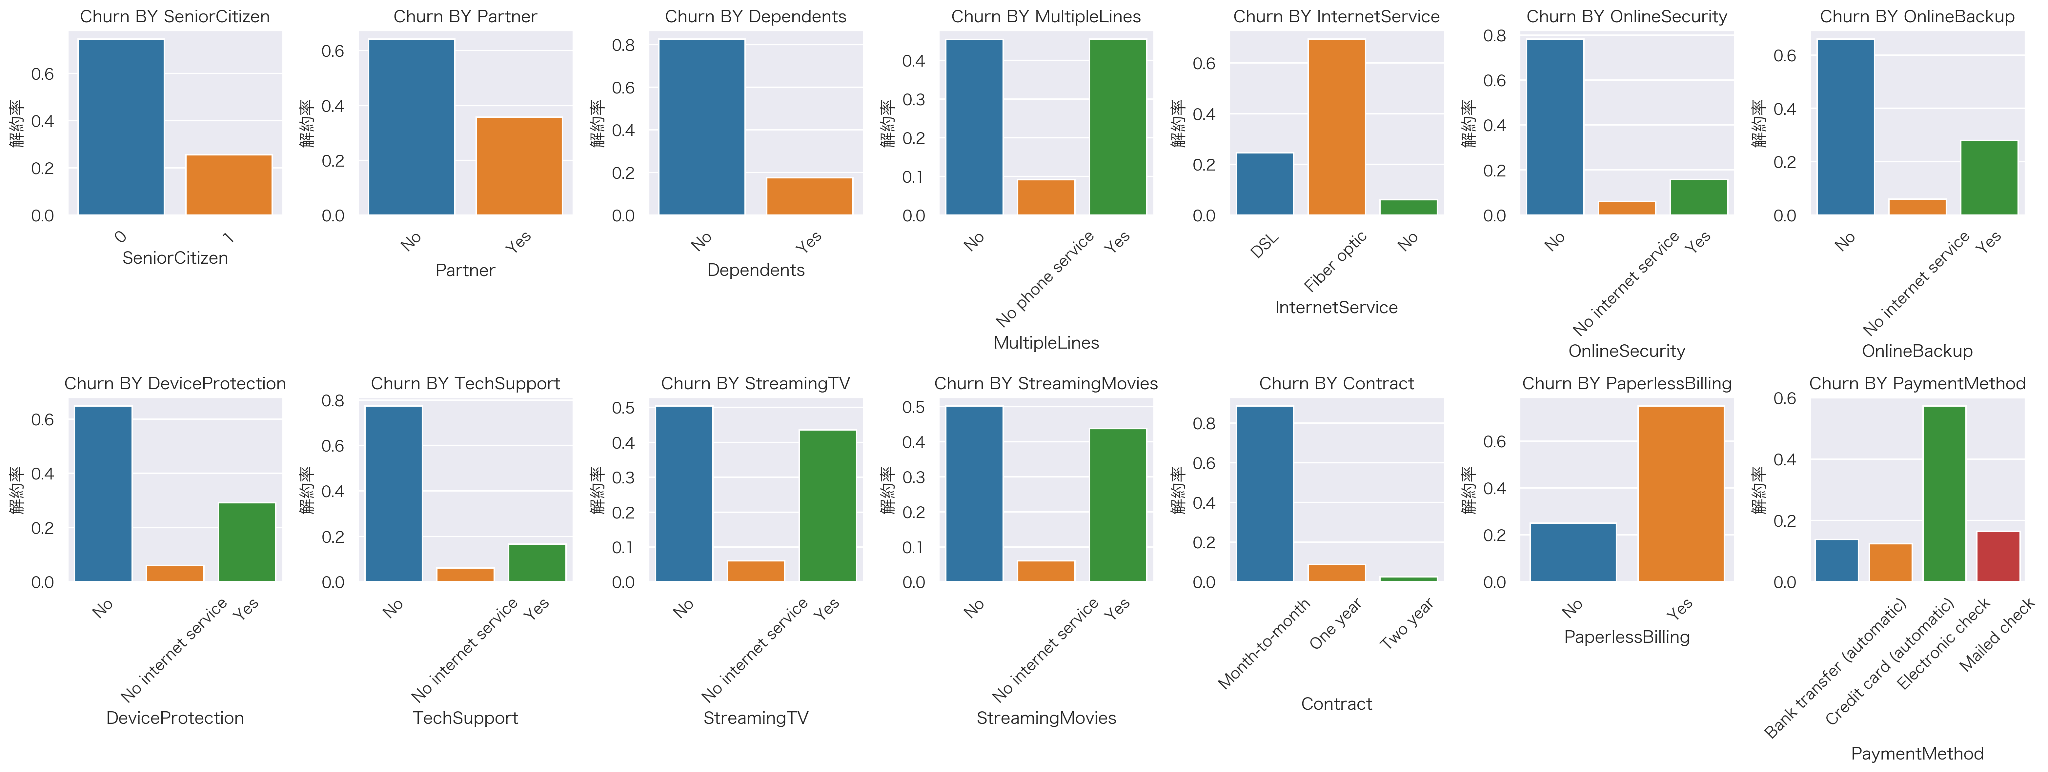 Churn BY SeniorCitizen
解約率
0.6
0.4
0.2
0.0
0
1
SeniorCitizen
Churn BY Partner
解約率
0.6
0.4
0.2
0.0
No
Yes
Partner
Churn BY Dependents
解約率
0.8
0.6
0.4
0.2
0.0
No
Yes
Dependents
Churn BY MultipleLines
解約率
0.4
0.3
0.2
0.1
0.0
No
No phone service
Yes
MultipleLines
Churn BY InternetService
解約率
0.6
0.4
0.2
0.0
DSL
Fiber optic
No
InternetService
Churn BY OnlineSecurity
解約率
0.8
0.6
0.4
0.2
0.0
No
No internet service
Yes
OnlineSecurity
Churn BY OnlineBackup
解約率
0.6
0.4
0.2
0.0
No
No internet service
Yes
OnlineBackup
Churn BY DeviceProtection
解約率
0.6
0.4
0.2
0.0
No
No internet service
Yes
DeviceProtection
Churn BY TechSupport
解約率
0.8
0.6
0.4
0.2
0.0
No
No internet service
Yes
TechSupport
Churn BY StreamingTV
解約率
0.5
0.4
0.3
0.2
0.1
0.0
No
No internet service
Yes
StreamingTV
Churn BY StreamingMovies
解約率
0.5
0.4
0.3
0.2
0.1
0.0
No
No internet service
Yes
StreamingMovies
Churn BY Contract
解約率
0.8
0.6
0.4
0.2
0.0
Month-to-month
One year
Two year
Contract
Churn BY PaperlessBilling
解約率
0.6
0.4
0.2
0.0
No
Yes
PaperlessBilling
Churn BY PaymentMethod
解約率
0.6
0.4
0.2
0.0
Bank transfer (automatic)
Credit card (automatic)
Electronic check
Mailed check
PaymentMethod